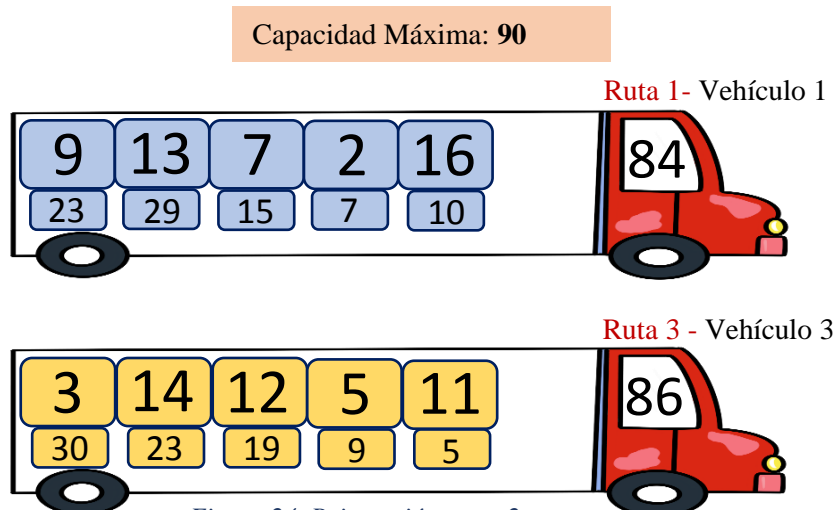 Capacidad Máxima: 90
Ruta 1- Vehículo 1
9 13 7 2 16 84
23 29 15 7 10
Ruta 3 - Vehículo 3
3 14 12 5 11 86
30 23 19 9 5